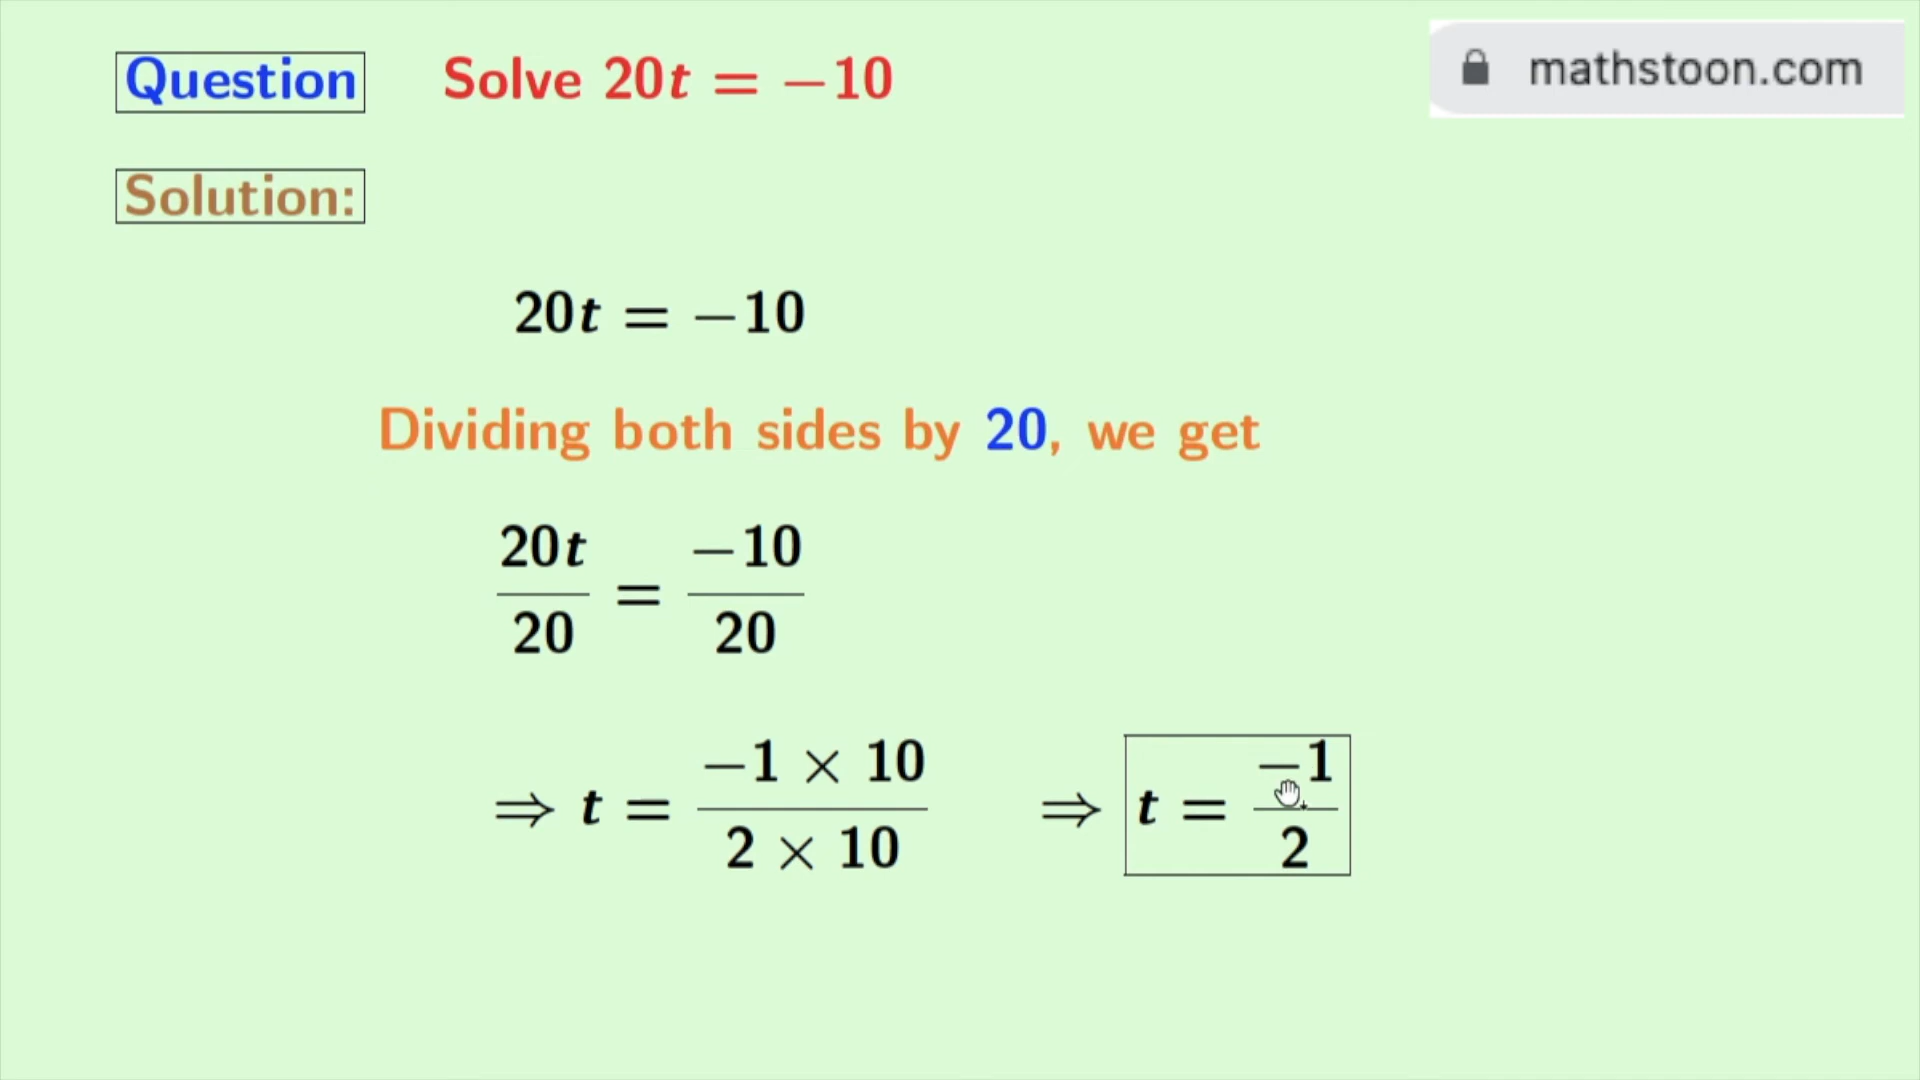 Question Solve 20t = −10
mathstoon.com
Solution:
20t = −10
Dividing both sides by 20, we get
20t/20 = −10/20
⇒ t = −1 × 10/2 × 10 ⇒ t = −1/2